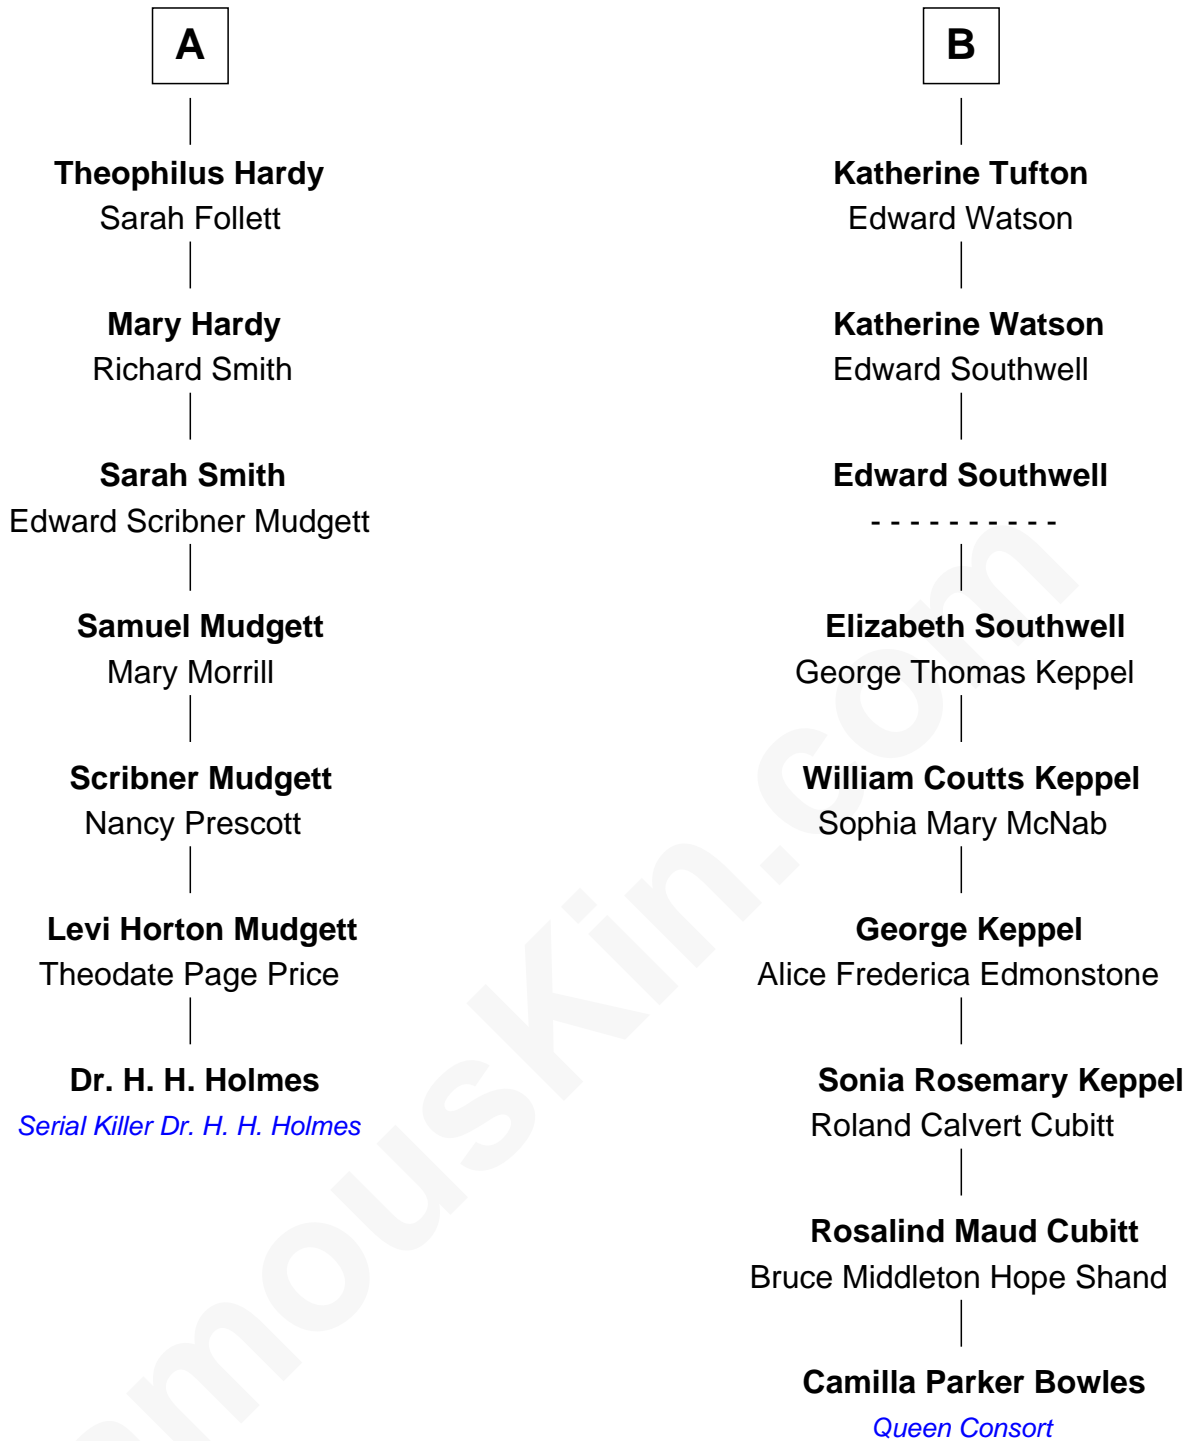 A
Theophilus Hardy
Sarah Follett
Mary Hardy
Richard Smith
Sarah Smith
Edward Scribner Mudgett
Samuel Mudgett
Mary Morrill
Scribner Mudgett
Nancy Prescott
Levi Horton Mudgett
Theodate Page Price
Dr. H. H. Holmes
Serial Killer Dr. H. H. Holmes
B
Katherine Tufton
Edward Watson
Katherine Watson
Edward Southwell
Edward Southwell
- - - - - - - - - -
Elizabeth Southwell
George Thomas Keppel
William Coutts Keppel
Sophia Mary McNab
George Keppel
Alice Frederica Edmonstone
Sonia Rosemary Keppel
Roland Calvert Cubitt
Rosalind Maud Cubitt
Bruce Middleton Hope Shand
Camilla Parker Bowles
Queen Consort
mouskin.com